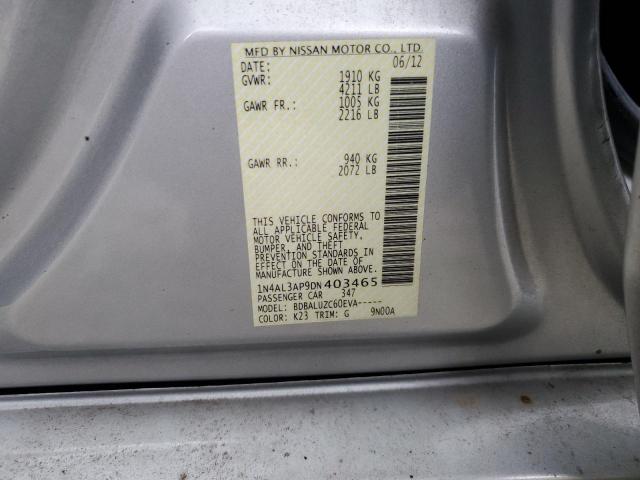 MFD BY NISSAN MOTOR CO., LTD.
DATE: 06/12
GVWR: 1910 KG
4211 LB
GAWR FR.: 1005 KG
2216 LB
GAWR RR.: 940 KG
2072 LB
THIS VEHICLE CONFORMS TO
ALL APPLICABLE FEDERAL
MOTOR VEHICLE SAFETY,
BUMPER, AND THEFT
PREVENTION STANDARDS IN
EFFECT ON THE DATE OF
MANUFACTURE SHOWN ABOVE.
1N4AL3AP9DN403465
PASSENGER CAR 347
MODEL: BDBALUZC60EVA-----
COLOR: K23 TRIM: G 9N00A